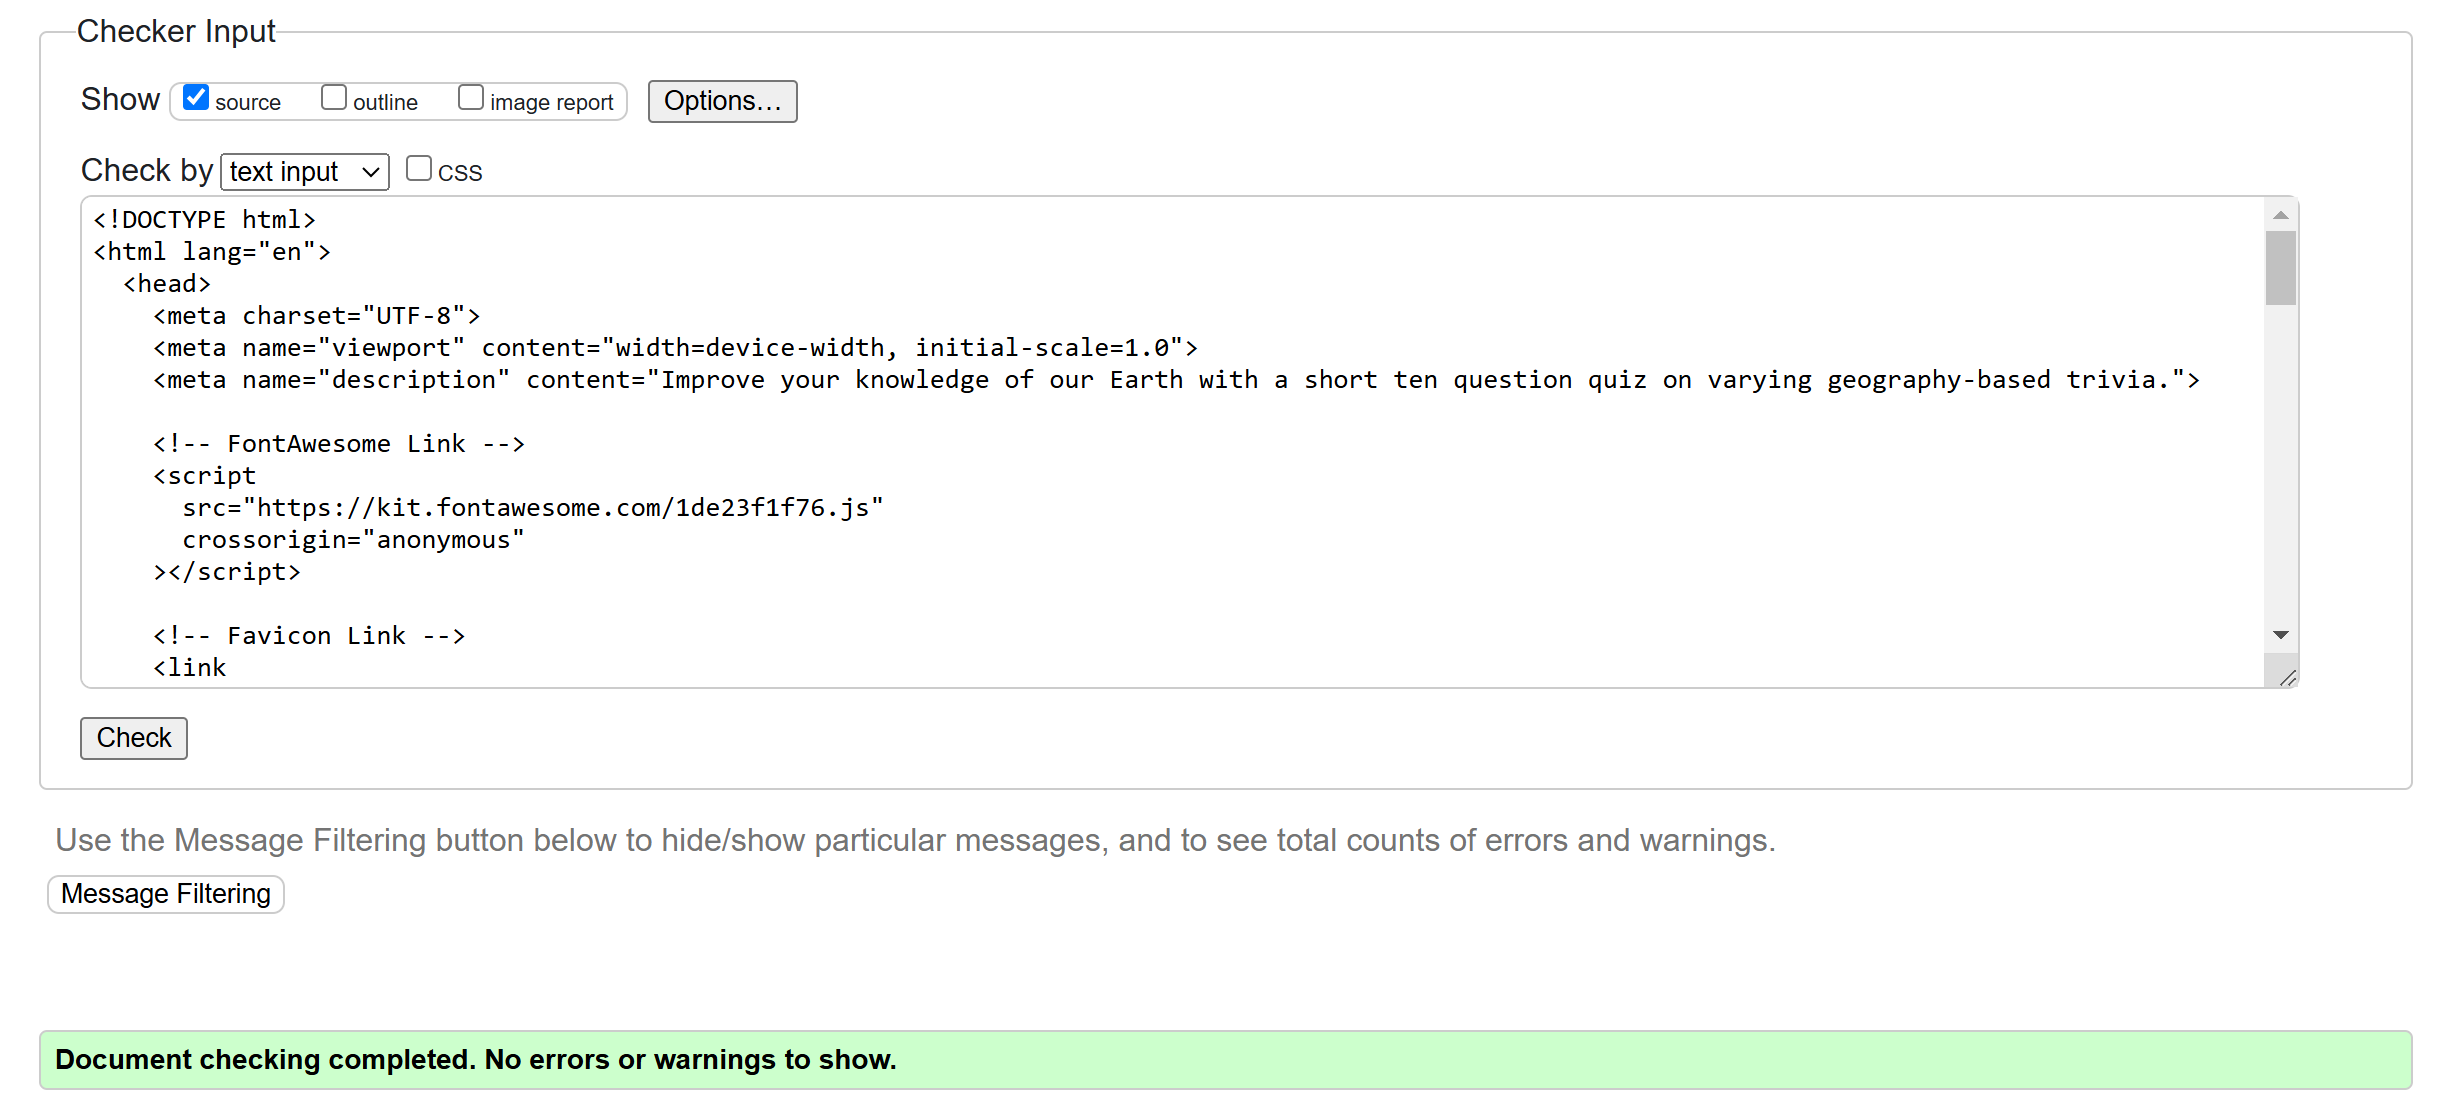 Checker Input
Show source outline image report Options…
Check by text input CSS
<!DOCTYPE html>
<html lang="en">
  <head>
    <meta charset="UTF-8">
    <meta name="viewport" content="width=device-width, initial-scale=1.0">
    <meta name="description" content="Improve your knowledge of our Earth with a short ten question quiz on varying geography-based trivia.">

    <!-- FontAwesome Link -->
    <script
      src="https://kit.fontawesome.com/1de23f1f76.js"
      crossorigin="anonymous"
    ></script>

    <!-- Favicon Link -->
    <link
Check
Use the Message Filtering button below to hide/show particular messages, and to see total counts of errors and warnings.
Message Filtering
Document checking completed. No errors or warnings to show.